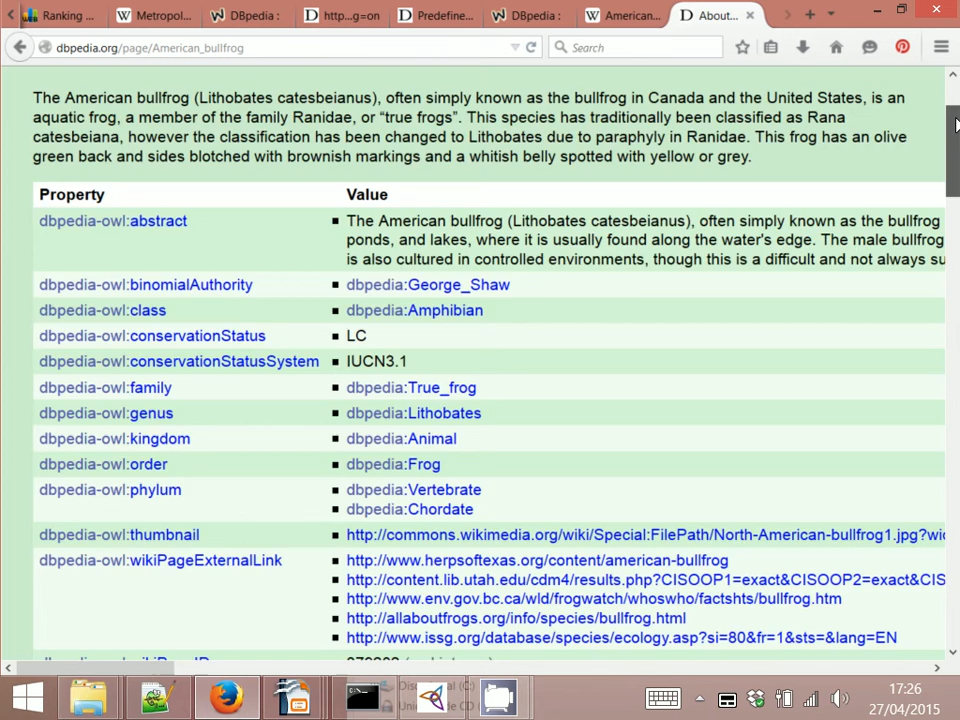 Ranking ...
W Metropol...
DBpedia :
D http...g=on
D Predefine...
DBpedia :
W American...
D About...
dbpedia.org/page/American_bullfrog
Search
The American bullfrog (Lithobates catesbeianus), often simply known as the bullfrog in Canada and the United States, is an
aquatic frog, a member of the family Ranidae, or “true frogs”. This species has traditionally been classified as Rana
catesbeiana, however the classification has been changed to Lithobates due to paraphyly in Ranidae. This frog has an olive
green back and sides blotched with brownish markings and a whitish belly spotted with yellow or grey.
Property Value
dbpedia-owl:abstract The American bullfrog (Lithobates catesbeianus), often simply known as the bullfrog
ponds, and lakes, where it is usually found along the water's edge. The male bullfrog
is also cultured in controlled environments, though this is a difficult and not always su
dbpedia-owl:binomialAuthority dbpedia:George_Shaw
dbpedia-owl:class dbpedia:Amphibian
dbpedia-owl:conservationStatus LC
dbpedia-owl:conservationStatusSystem IUCN3.1
dbpedia-owl:family dbpedia:True_frog
dbpedia-owl:genus dbpedia:Lithobates
dbpedia-owl:kingdom dbpedia:Animal
dbpedia-owl:order dbpedia:Frog
dbpedia-owl:phylum dbpedia:Vertebrate
dbpedia:Chordate
dbpedia-owl:thumbnail http://commons.wikimedia.org/wiki/Special:FilePath/North-American-bullfrog1.jpg?wi
dbpedia-owl:wikiPageExternalLink http://www.herpsoftexas.org/content/american-bullfrog
http://content.lib.utah.edu/cdm4/results.php?CISOOP1=exact&CISOOP2=exact&CIS
http://www.env.gov.bc.ca/wld/frogwatch/whoswho/factshts/bullfrog.htm
http://allaboutfrogs.org/info/species/bullfrog.html
http://www.issg.org/database/species/ecology.asp?si=80&fr=1&sts=&lang=EN
17:26
27/04/2015